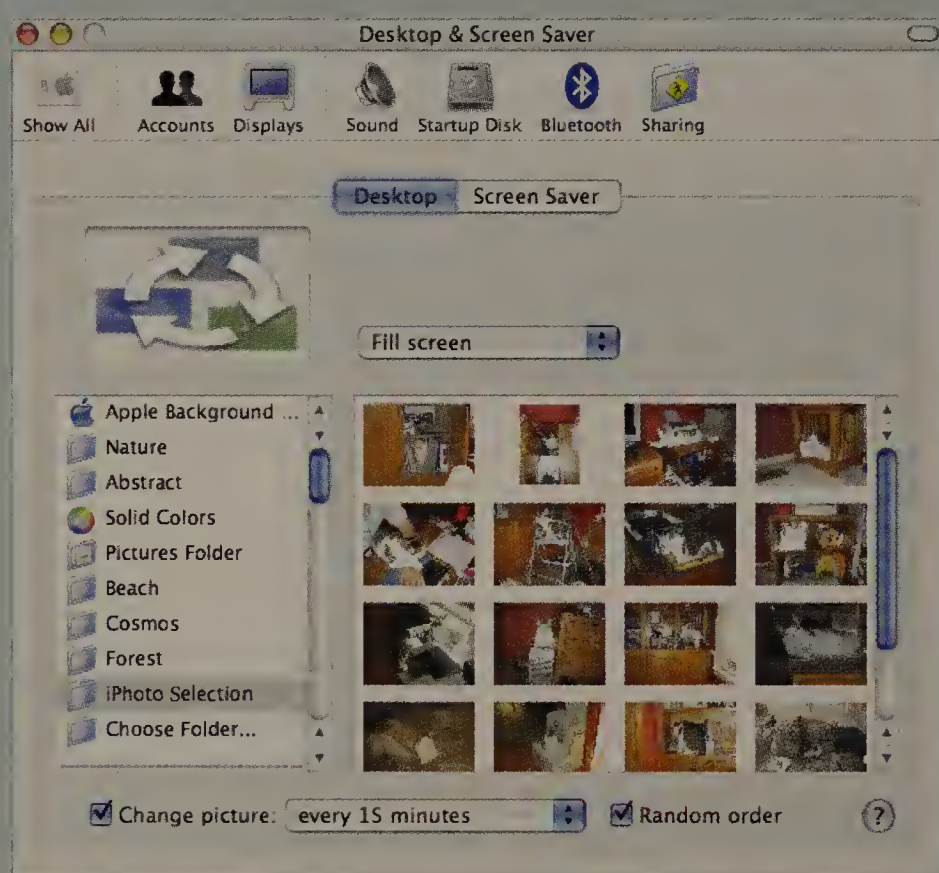 Desktop & Screen Saver
Show All Accounts Displays Sound Startup Disk Bluetooth Sharing
Desktop Screen Saver
Fill screen
Apple Background ...
Nature
Abstract
Solid Colors
Pictures Folder
Beach
Cosmos
Forest
iPhoto Selection
Choose Folder...
Change picture: every 15 minutes Random order ?